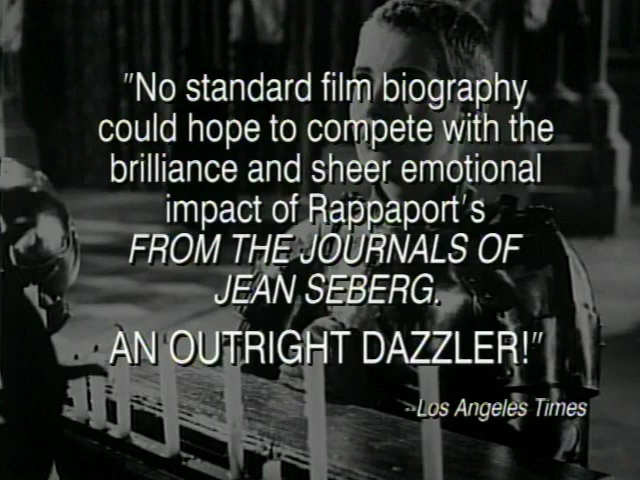 "No standard film biography
could hope to compete with the
brilliance and sheer emotional
impact of Rappaport's
FROM THE JOURNALS OF
JEAN SEBERG.
AN OUTRIGHT DAZZLER!"
--Los Angeles Times